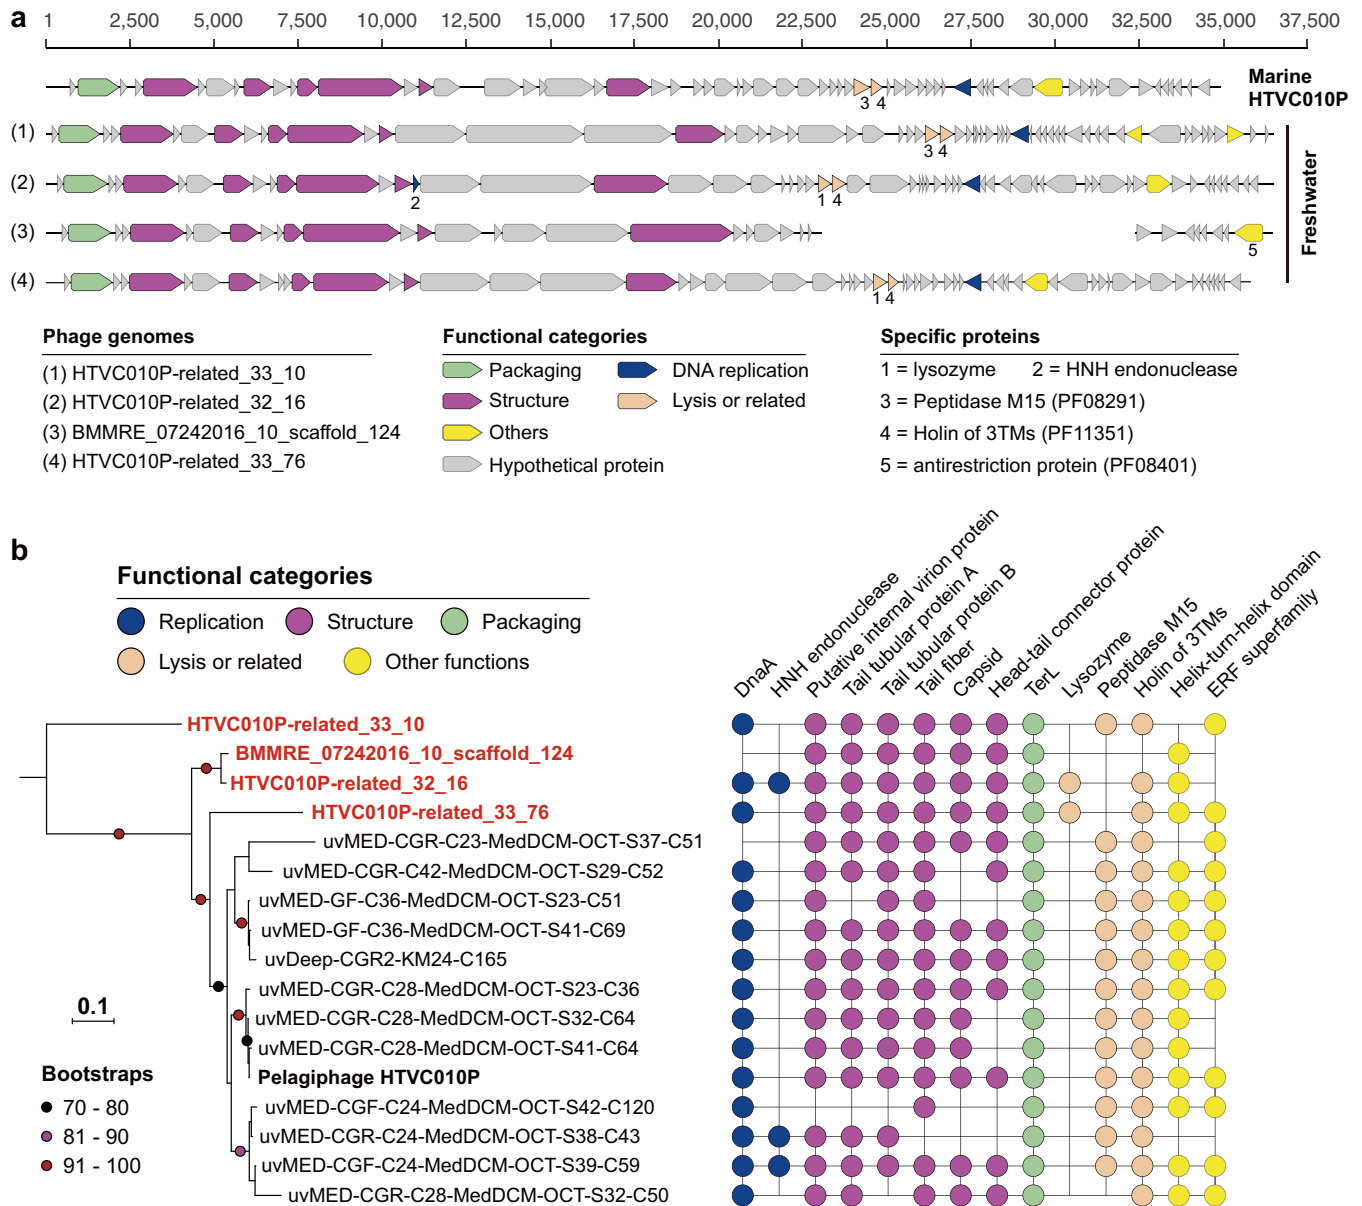 a
1 2,500 5,000 7,500 10,000 12,500 15,000 17,500 20,000 22,500 25,000 27,500 30,000 32,500 35,000 37,500
Marine
HTVC010P
3 4
(1)
3 4
(2)
2 1 4
(3)
5
(4)
1 4
Freshwater
Phage genomes
(1) HTVC010P-related_33_10
(2) HTVC010P-related_32_16
(3) BMMRE_07242016_10_scaffold_124
(4) HTVC010P-related_33_76
Functional categories
Packaging DNA replication
Structure Lysis or related
Others
Hypothetical protein
Specific proteins
1 = lysozyme 2 = HNH endonuclease
3 = Peptidase M15 (PF08291)
4 = Holin of 3TMs (PF11351)
5 = antirestriction protein (PF08401)
b
Functional categories
Replication Structure Packaging
Lysis or related Other functions
DnaA
HNH endonuclease
Putative internal virion protein
Tail tubular protein A
Tail tubular protein B
Tail fiber
Capsid
Head-tail connector protein
TerL
Lysozyme
Peptidase M15
Holin of 3TMs
Helix-turn-helix domain
ERF superfamily
HTVC010P-related_33_10
BMMRE_07242016_10_scaffold_124
HTVC010P-related_32_16
HTVC010P-related_33_76
uvMED-CGR-C23-MedDCM-OCT-S37-C51
uvMED-CGR-C42-MedDCM-OCT-S29-C52
uvMED-GF-C36-MedDCM-OCT-S23-C51
uvMED-GF-C36-MedDCM-OCT-S41-C69
uvDeep-CGR2-KM24-C165
uvMED-CGR-C28-MedDCM-OCT-S23-C36
uvMED-CGR-C28-MedDCM-OCT-S32-C64
uvMED-CGR-C28-MedDCM-OCT-S41-C64
Pelagiphage HTVC010P
uvMED-CGF-C24-MedDCM-OCT-S42-C120
uvMED-CGR-C24-MedDCM-OCT-S38-C43
uvMED-CGF-C24-MedDCM-OCT-S39-C59
uvMED-CGR-C28-MedDCM-OCT-S32-C50
0.1
Bootstraps
70 - 80
81 - 90
91 - 100